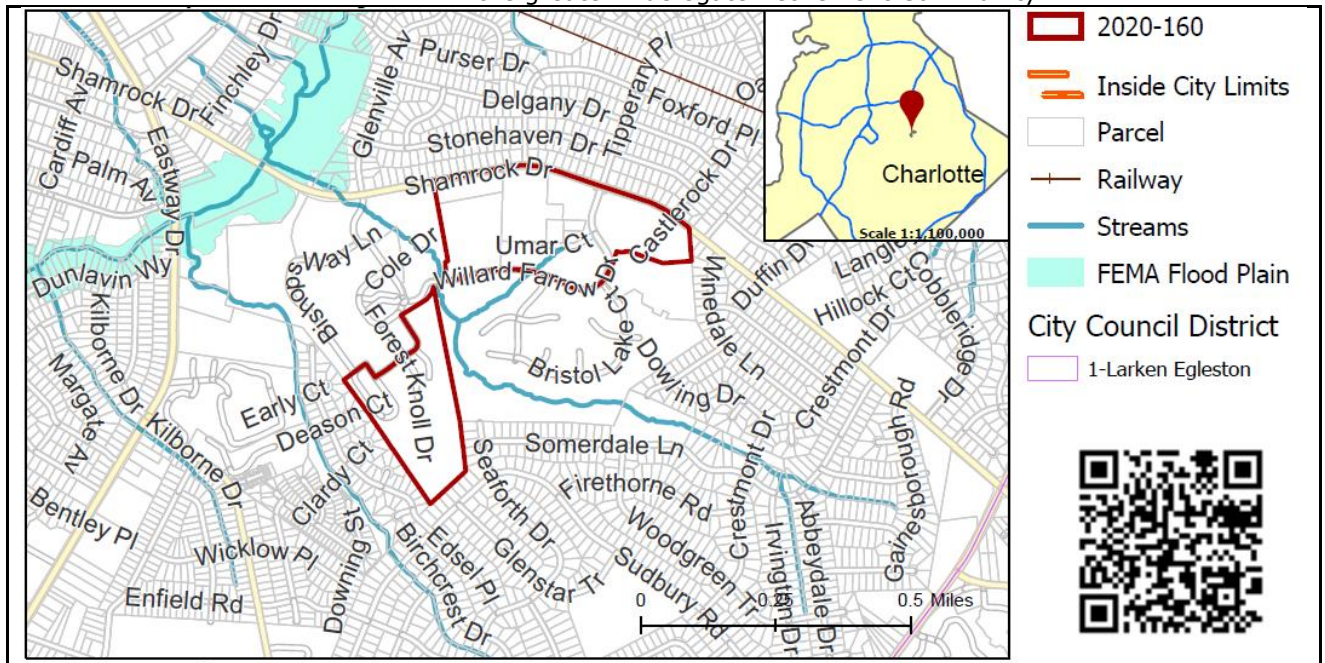 2020-160
Inside City Limits
Parcel
Railway
Streams
FEMA Flood Plain
City Council District
1-Larken Egleston
Charlotte
Scale 1:1,100,000
Shamrock Dr
Finchley Dr
Cardiff Av
Palm Av
Eastway Dr
Glenville Av
Purser Dr
Delgany Dr
Stonehaven Dr
Tipperary Pl
Foxford Pl
Shamrock Dr
Castlerock Dr
Umar Ct
Willard Farrow Dr
Bishops Way Ln
Cole Dr
Forest Knoll Dr
Dunlavin Wy
Kilborne Dr
Margate Av
Kilborne Dr
Early Ct
Deason Ct
Clardy Ct
Bristol Lake Ct
Dowling Dr
Winedale Ln
Duffin Dr
Hillock Ct
Cobbleridge Dr
Crestmont Dr
Gainesborough Rd
Somerdale Ln
Firethorne Rd
Seaforth Dr
Woodgreen Tr
Crestmont Dr
Irvington Dr
Abbeydale Dr
Sudbury Rd
Glenstar Tr
Edsel Pl
Birchcrest Dr
Downing St
Bentley Pl
Wicklow Pl
Enfield Rd
0 0.25 0.5 Miles